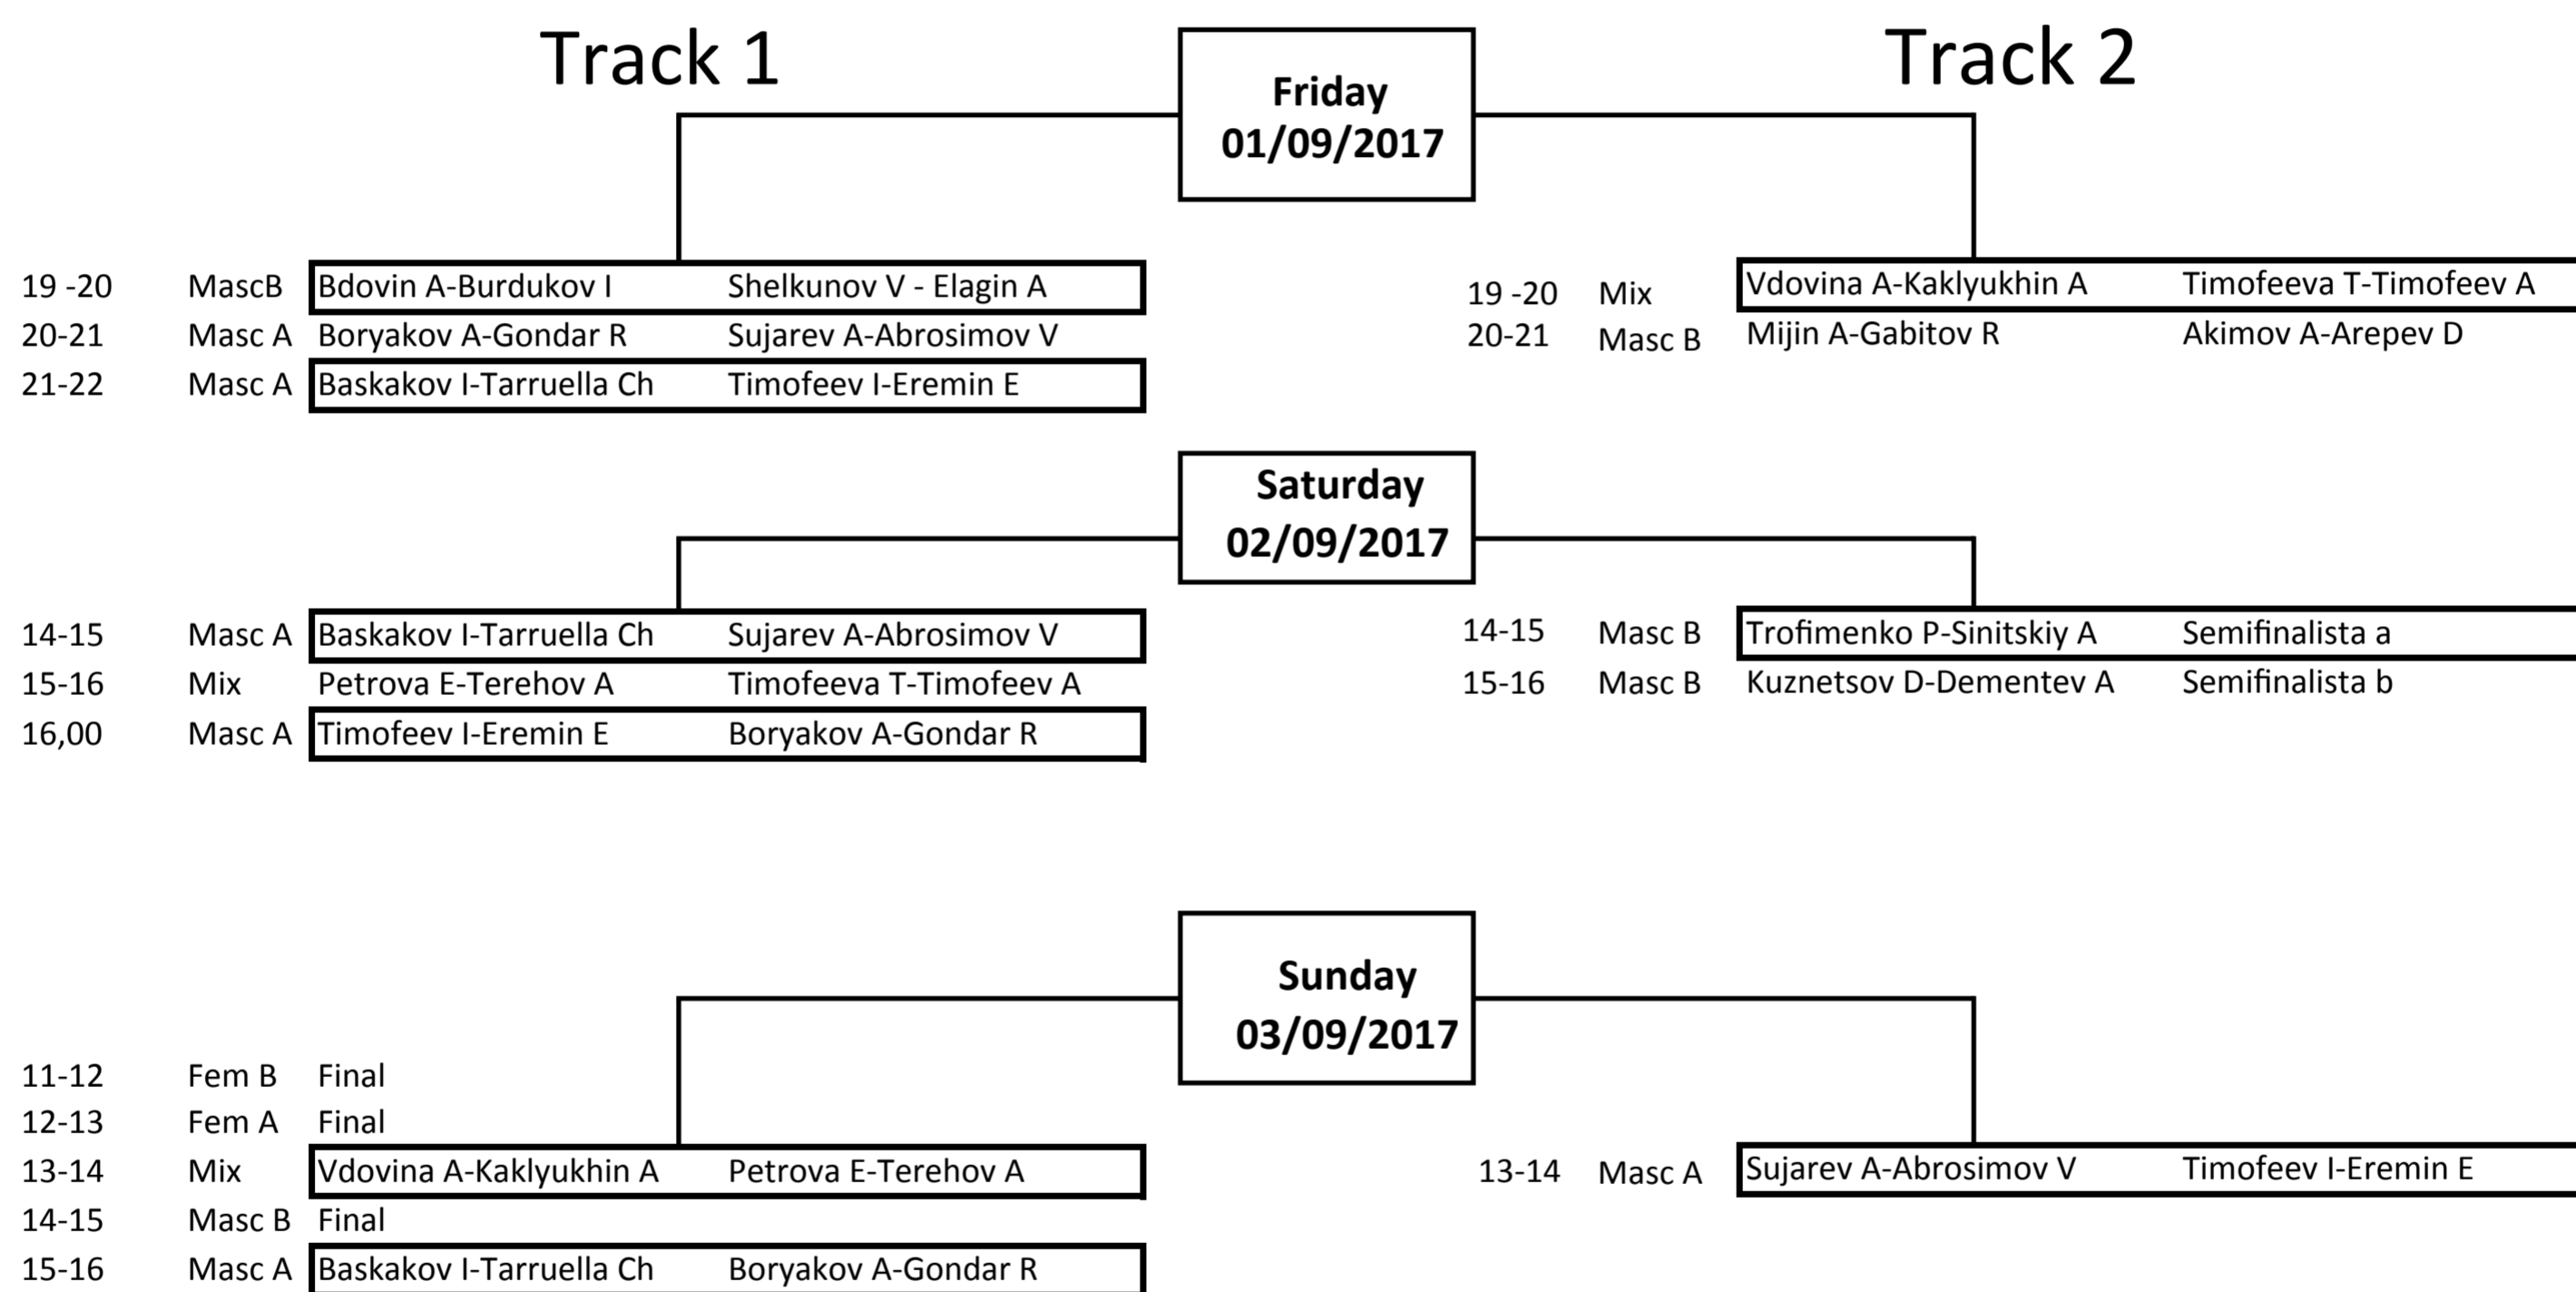 Track 1 Track 2
Friday
01/09/2017
19 -20 MascB Bdovin A-Burdukov I Shelkunov V - Elagin A
20-21 Masc A Boryakov A-Gondar R Sujarev A-Abrosimov V
21-22 Masc A Baskakov I-Tarruella Ch Timofeev I-Eremin E
19 -20 Mix Vdovina A-Kaklyukhin A Timofeeva T-Timofeev A
20-21 Masc B Mijin A-Gabitov R Akimov A-Arepev D
Saturday
02/09/2017
14-15 Masc A Baskakov I-Tarruella Ch Sujarev A-Abrosimov V
15-16 Mix Petrova E-Terehov A Timofeeva T-Timofeev A
16,00 Masc A Timofeev I-Eremin E Boryakov A-Gondar R
14-15 Masc B Trofimenko P-Sinitskiy A Semifinalista a
15-16 Masc B Kuznetsov D-Dementev A Semifinalista b
Sunday
03/09/2017
11-12 Fem B Final
12-13 Fem A Final
13-14 Mix Vdovina A-Kaklyukhin A Petrova E-Terehov A
14-15 Masc B Final
15-16 Masc A Baskakov I-Tarruella Ch Boryakov A-Gondar R
13-14 Masc A Sujarev A-Abrosimov V Timofeev I-Eremin E